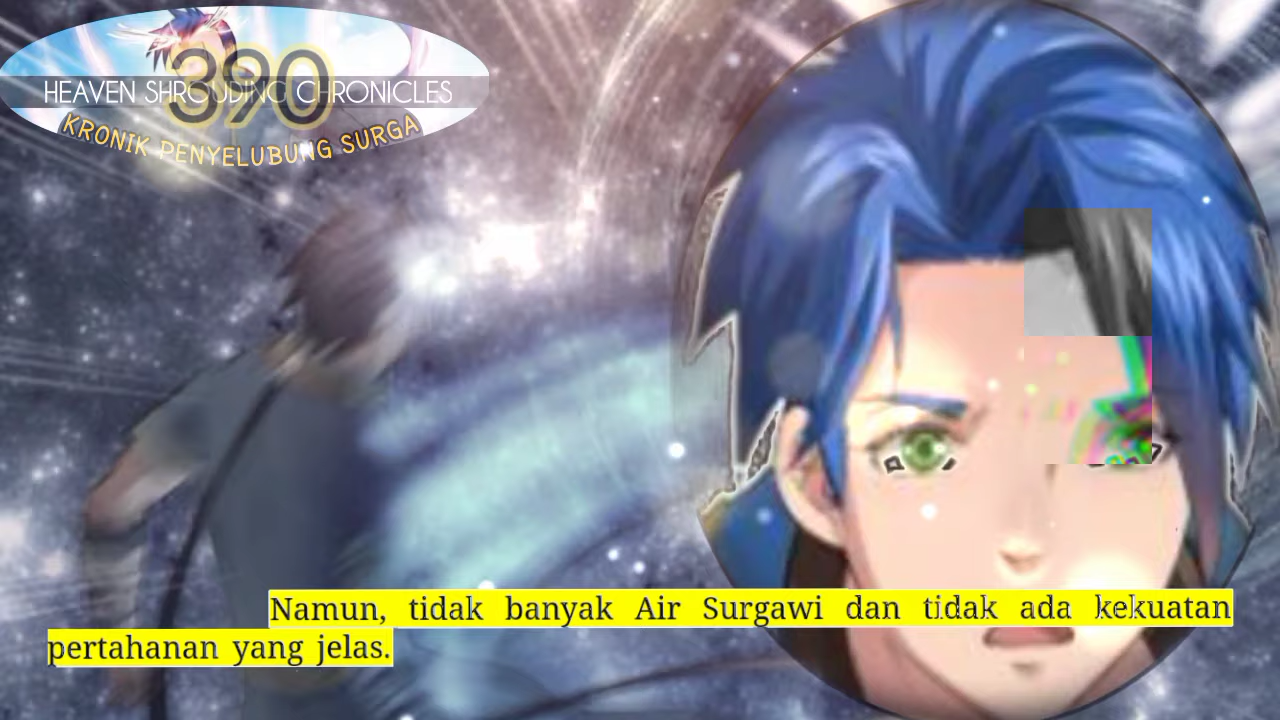 390
HEAVEN SHROUDING CHRONICLES
KRONIK PENYELUBUNG SURGA
Namun, tidak banyak Air Surgawi dan tidak ada kekuatan
pertahanan yang jelas.